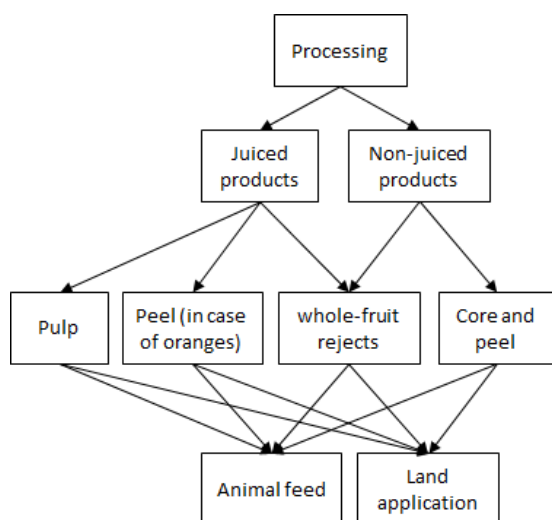 Processing
Juiced
products
Non-juiced
products
Pulp
Peel (in case
of oranges)
whole-fruit
rejects
Core and
peel
Animal feed
Land
application